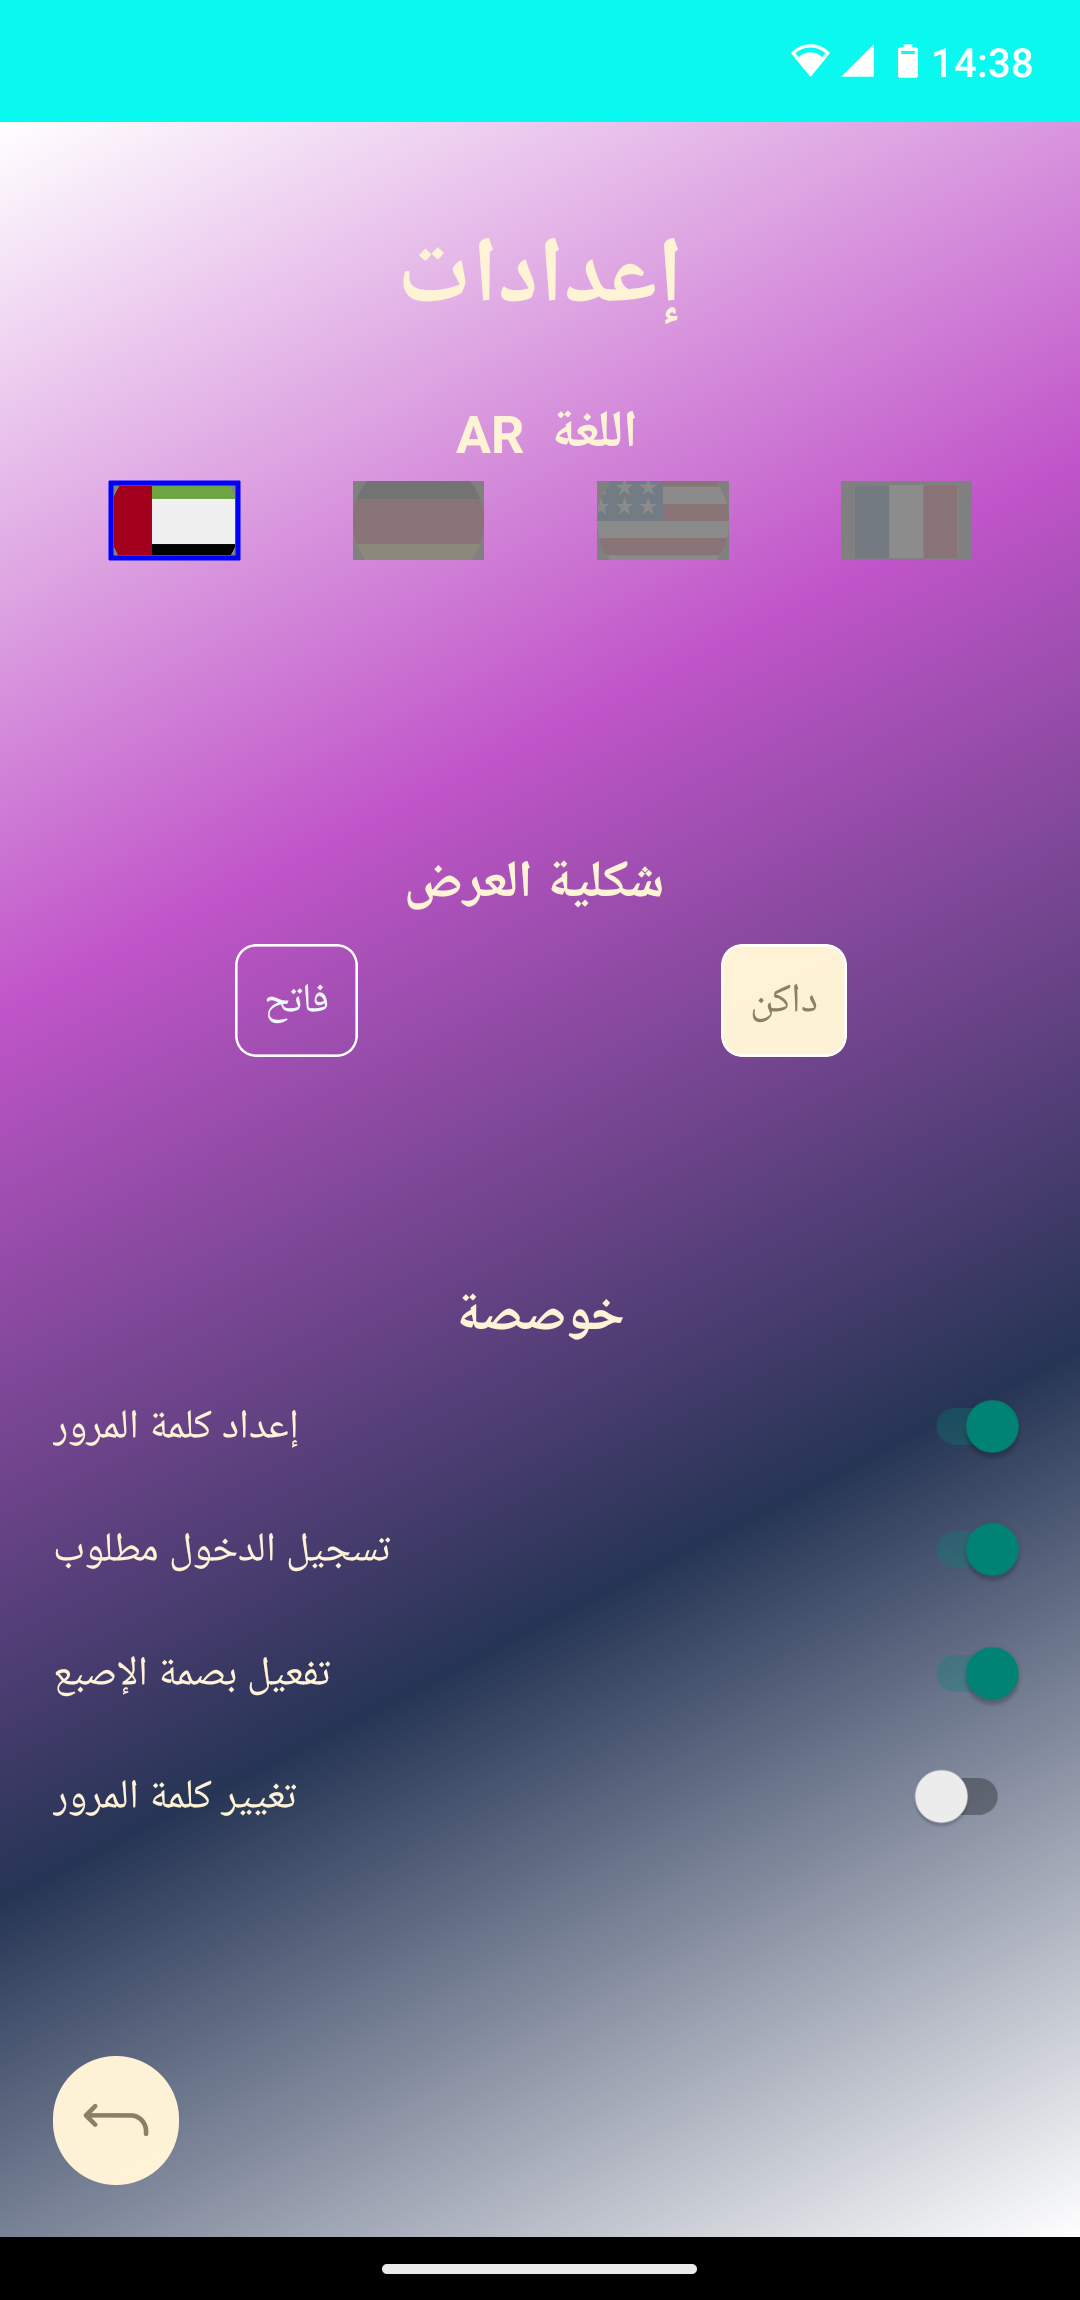 14:38
إعدادات
اللغة AR
شكلية العرض
داكن
فاتح
خوصصة
إعداد كلمة المرور
تسجيل الدخول مطلوب
تفعيل بصمة الإصبع
تغيير كلمة المرور